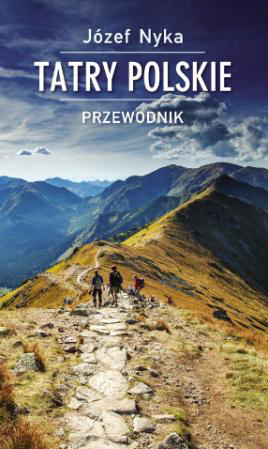 Józef Nyka
TATRY POLSKIE
PRZEWODNIK